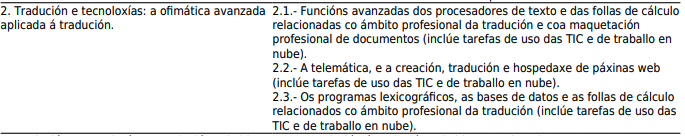 2. Tradución e tecnoloxías: a ofimática avanzada
aplicada á tradución.
2.1.- Funcións avanzadas dos procesadores de texto e das follas de cálculo
relacionadas co ámbito profesional da tradución e coa maquetación
profesional de documentos (inclúe tarefas de uso das TIC e de traballo en
nube).
2.2.- A telemática, e a creación, tradución e hospedaxe de páxinas web
(inclúe tarefas de uso das TIC e de traballo en nube).
2.3.- Os programas lexicográficos, as bases de datos e as follas de cálculo
relacionados co ámbito profesional da tradución (inclúe tarefas de uso das
TIC e de traballo en nube).